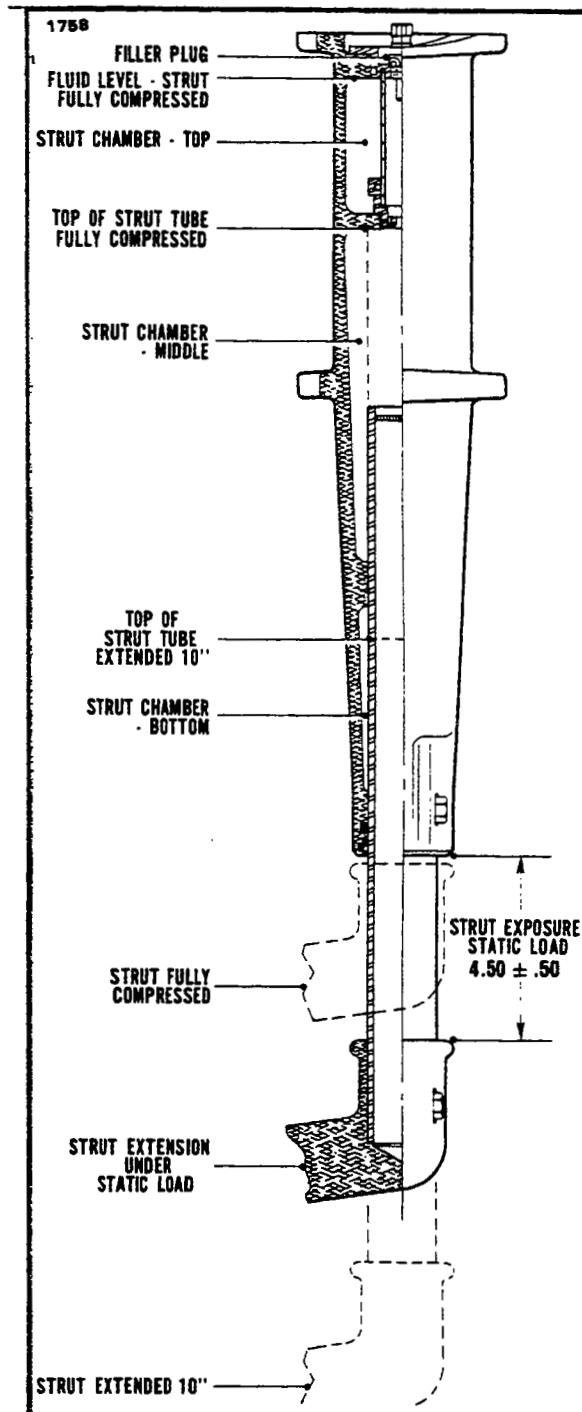 1758
FILLER PLUG
FLUID LEVEL - STRUT
FULLY COMPRESSED
STRUT CHAMBER - TOP
TOP OF STRUT TUBE
FULLY COMPRESSED
STRUT CHAMBER
- MIDDLE
TOP OF
STRUT TUBE
EXTENDED 10"
STRUT CHAMBER
- BOTTOM
STRUT EXPOSURE
STATIC LOAD
4.50 ± .50
STRUT FULLY
COMPRESSED
STRUT EXTENSION
UNDER
STATIC LOAD
STRUT EXTENDED 10"